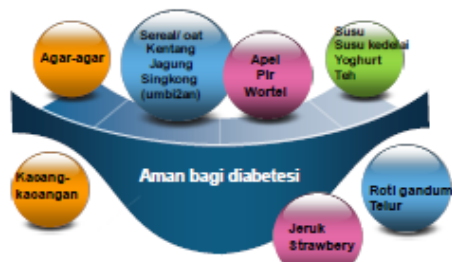 Agar-agar
Sereal/ oat
Kentang
Jagung
Singkong
(umbi2an)
Apel
Pir
Wortel
Susu
Susu kedelai
Yoghurt
Teh
Kacang-
kacangan
Aman bagi diabetesi
Jeruk
Strawbery
Roti gandum
Telur